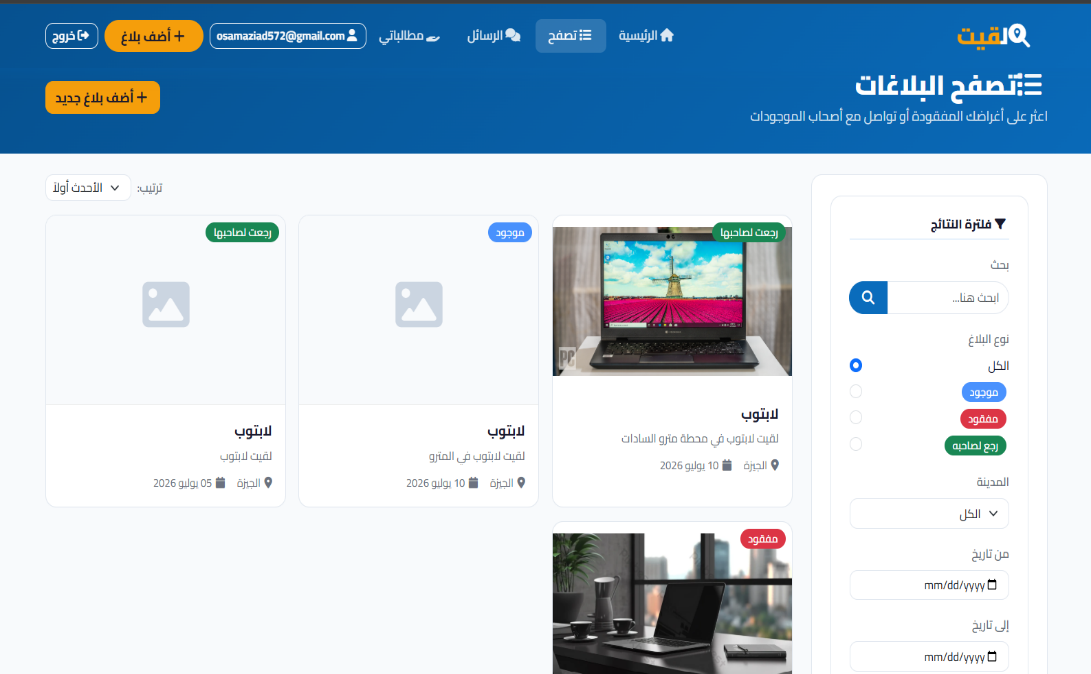 لقيت
الرئيسية
تصفح
الرسائل
مطالباتي
osamaziad572@gmail.com
+ أضف بلاغ
خروج
تصفح البلاغات
اعثر على أغراضك المفقودة أو تواصل مع أصحاب الموجودات
+ أضف بلاغ جديد
فلترة النتائج
بحث
ابحث هنا...
نوع البلاغ
الكل
موجود
مفقود
رجع لصاحبه
المدينة
الكل
من تاريخ
mm/dd/yyyy
إلى تاريخ
mm/dd/yyyy
ترتيب:
الأحدث أولاً
رجعت لصاحبها
PC
لابتوب
لقيت لابتوب في محطة مترو السادات
الجيزة 10 يوليو 2026
موجود
لابتوب
لقيت لابتوب في المترو
الجيزة 10 يوليو 2026
رجعت لصاحبها
لابتوب
لقيت لابتوب
الجيزة 05 يوليو 2026
مفقود